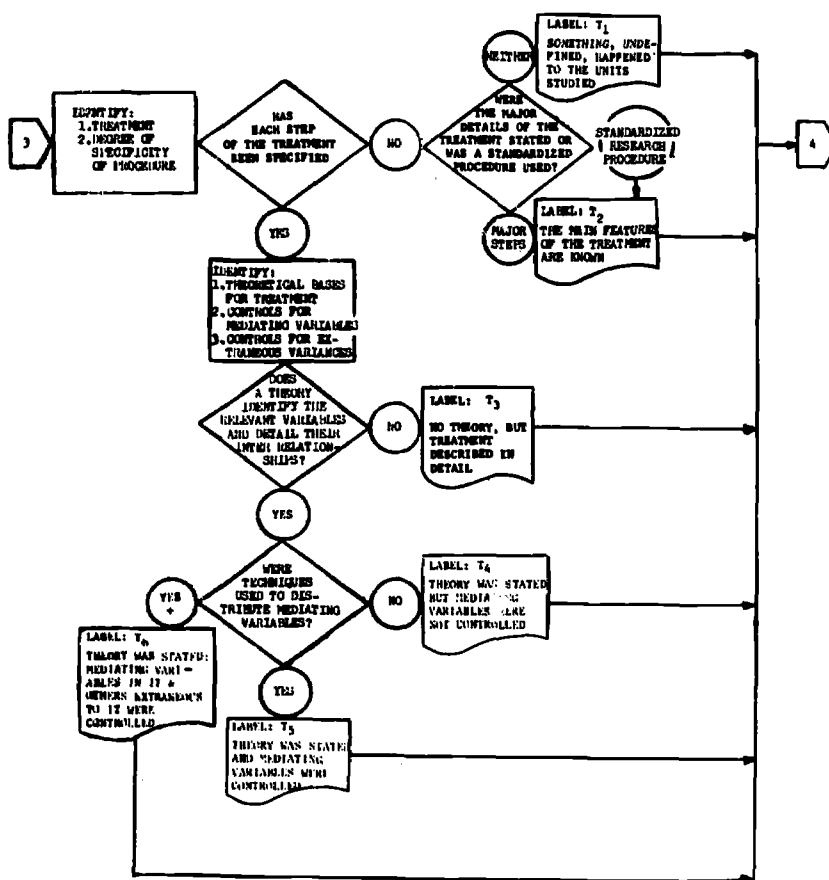 3
IDENTIFY:
1.TREATMENT
2.DEGREE OF
SPECIFICITY
OF PROCEDURE
HAS
EACH STEP
OF THE TREATMENT
BEEN SPECIFIED
NO
WERE
THE MAJOR
DETAILS OF THE
TREATMENT STATED OR
WAS A STANDARDIZED
PROCEDURE USED?
NEITHER
LABEL: T1
SOMETHING, UNDE-
FINED, HAPPENED
TO THE UNITS
STUDIED
STANDARDIZED
RESEARCH
PROCEDURE
4
MAJOR
STEPS
LABEL: T2
THE MAIN FEATURES
OF THE TREATMENT
ARE KNOWN
YES
IDENTIFY:
1.THEORETICAL BASES
FOR TREATMENT
2.CONTROLS FOR
MEDIATING VARIABLES
3.CONTROLS FOR EX-
TRANEOUS VARIANCES
DOES
A THEORY
IDENTIFY THE
RELEVANT VARIABLES
AND DETAIL THEIR
INTER RELATION-
SHIPS?
NO
LABEL: T3
NO THEORY, BUT
TREATMENT
DESCRIBED IN
DETAIL
YES
WERE
TECHNIQUES
USED TO DIS-
TRIBUTE MEDIATING
VARIABLES?
NO
LABEL: T4
THEORY WAS STATED
BUT MEDIATING
VARIABLES WERE
NOT CONTROLLED
YES
+
LABEL: T6
THEORY WAS STATED;
MEDIATING VARI-
ABLES IN IT &
OTHERS EXTRANEOUS
TO IT WERE
CONTROLLED
YES
LABEL: T5
THEORY WAS STATED
AND MEDIATING
VARIABLES WERE
CONTROLLED